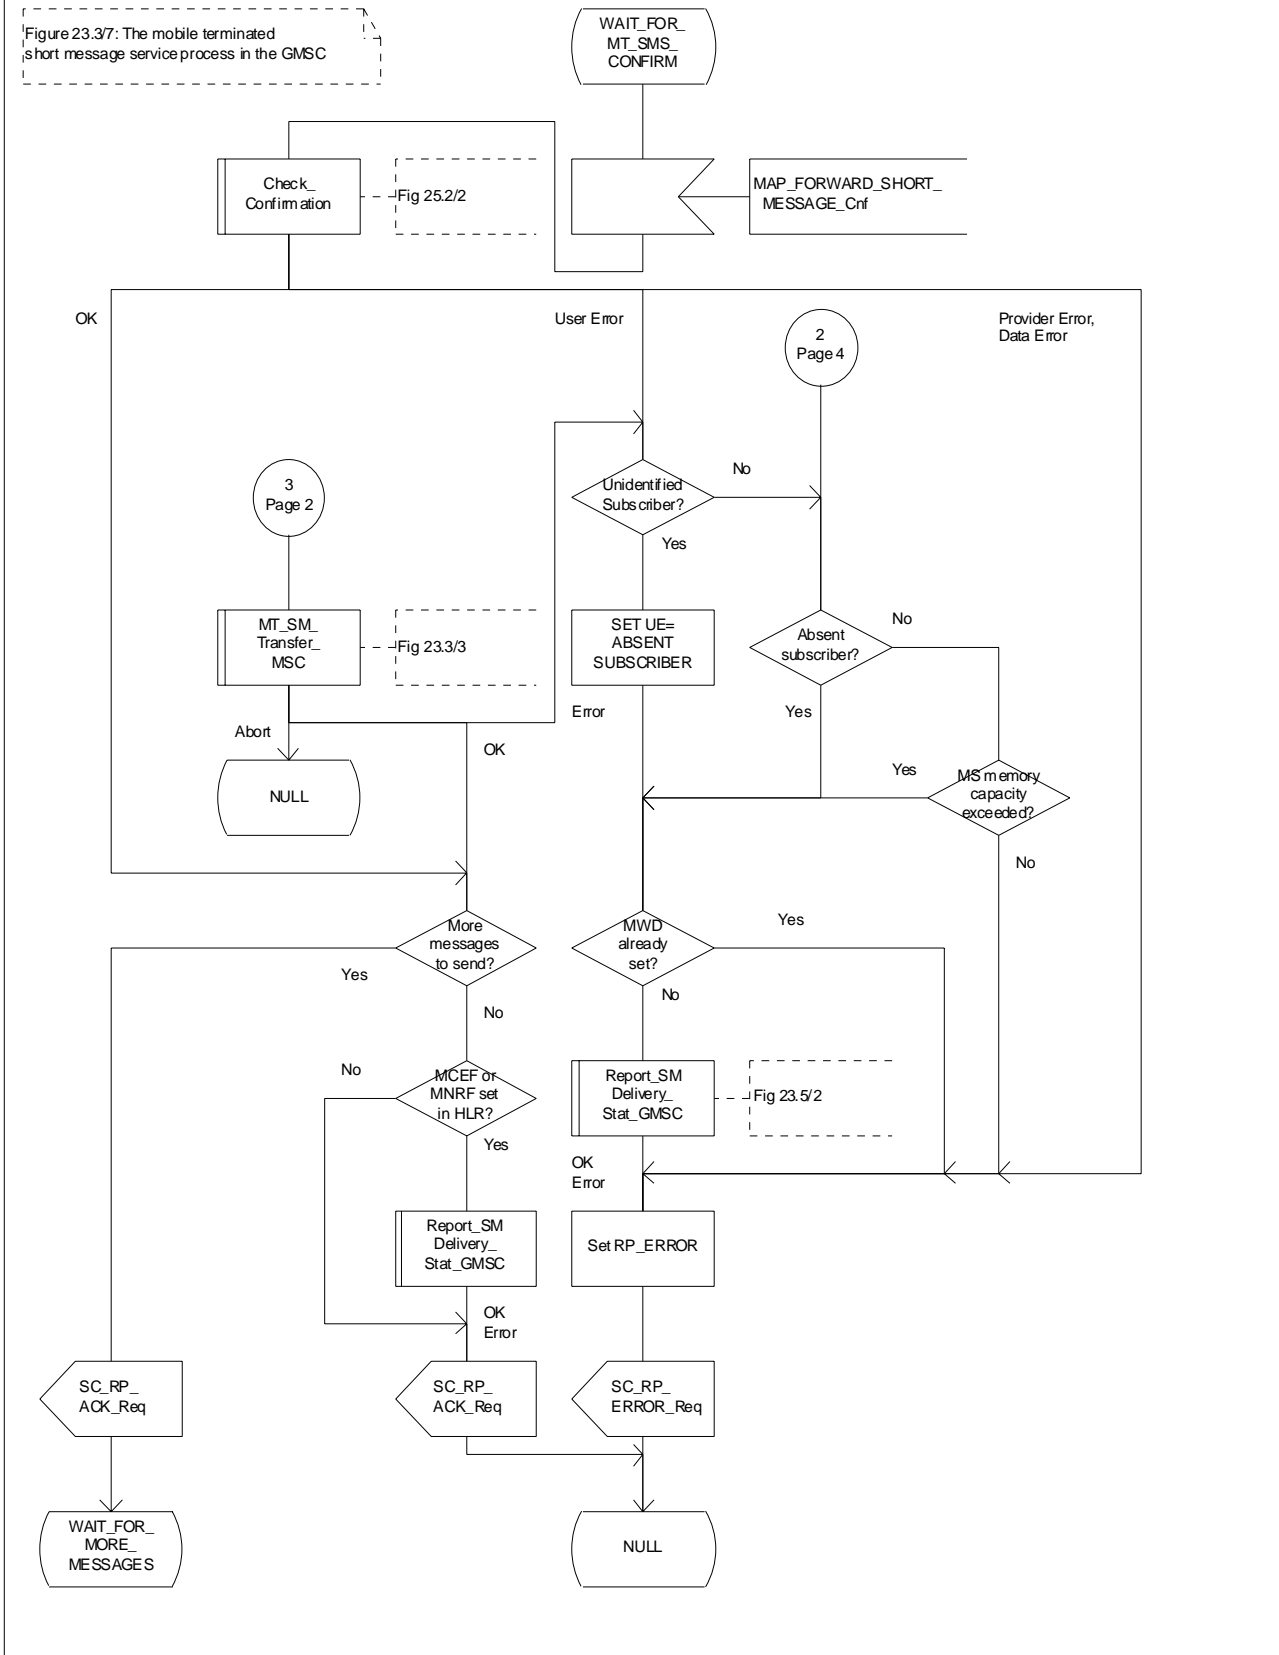 Figure 23.3/7: The mobile terminated
short message service process in the GMSC
WAIT_FOR_
MT_SMS_
CONFIRM
Check_
Confirmation
Fig 25.2/2
MAP_FORWARD_SHORT_
MESSAGE_Cnf
OK
User Error
Provider Error,
Data Error
2
Page 4
3
Page 2
Unidentified
Subscriber?
No
Yes
MT_SM_
Transfer_
MSC
Fig 23.3/3
SET UE=
ABSENT
SUBSCRIBER
Absent
subscriber?
No
Yes
Error
Abort
OK
NULL
Yes
MS memory
capacity
exceeded?
No
More
messages
to send?
Yes
No
MWD
already
set?
Yes
No
No
MCEF or
MNRF set
in HLR?
Yes
Report_SM
Delivery_
Stat_GMSC
Fig 23.5/2
OK
Error
Report_SM
Delivery_
Stat_GMSC
Set RP_ERROR
OK
Error
SC_RP_
ACK_Req
SC_RP_
ACK_Req
SC_RP_
ERROR_Req
WAIT_FOR_
MORE_
MESSAGES
NULL